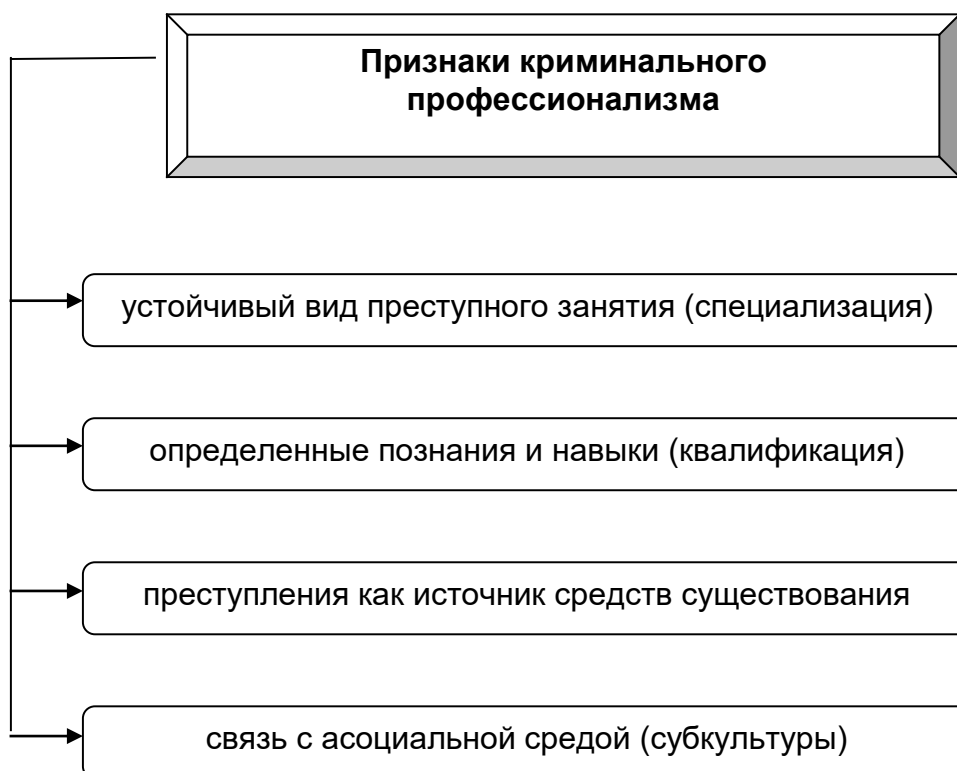 Признаки криминального
профессионализма
устойчивый вид преступного занятия (специализация)
определенные познания и навыки (квалификация)
преступления как источник средств существования
связь с асоциальной средой (субкультуры)